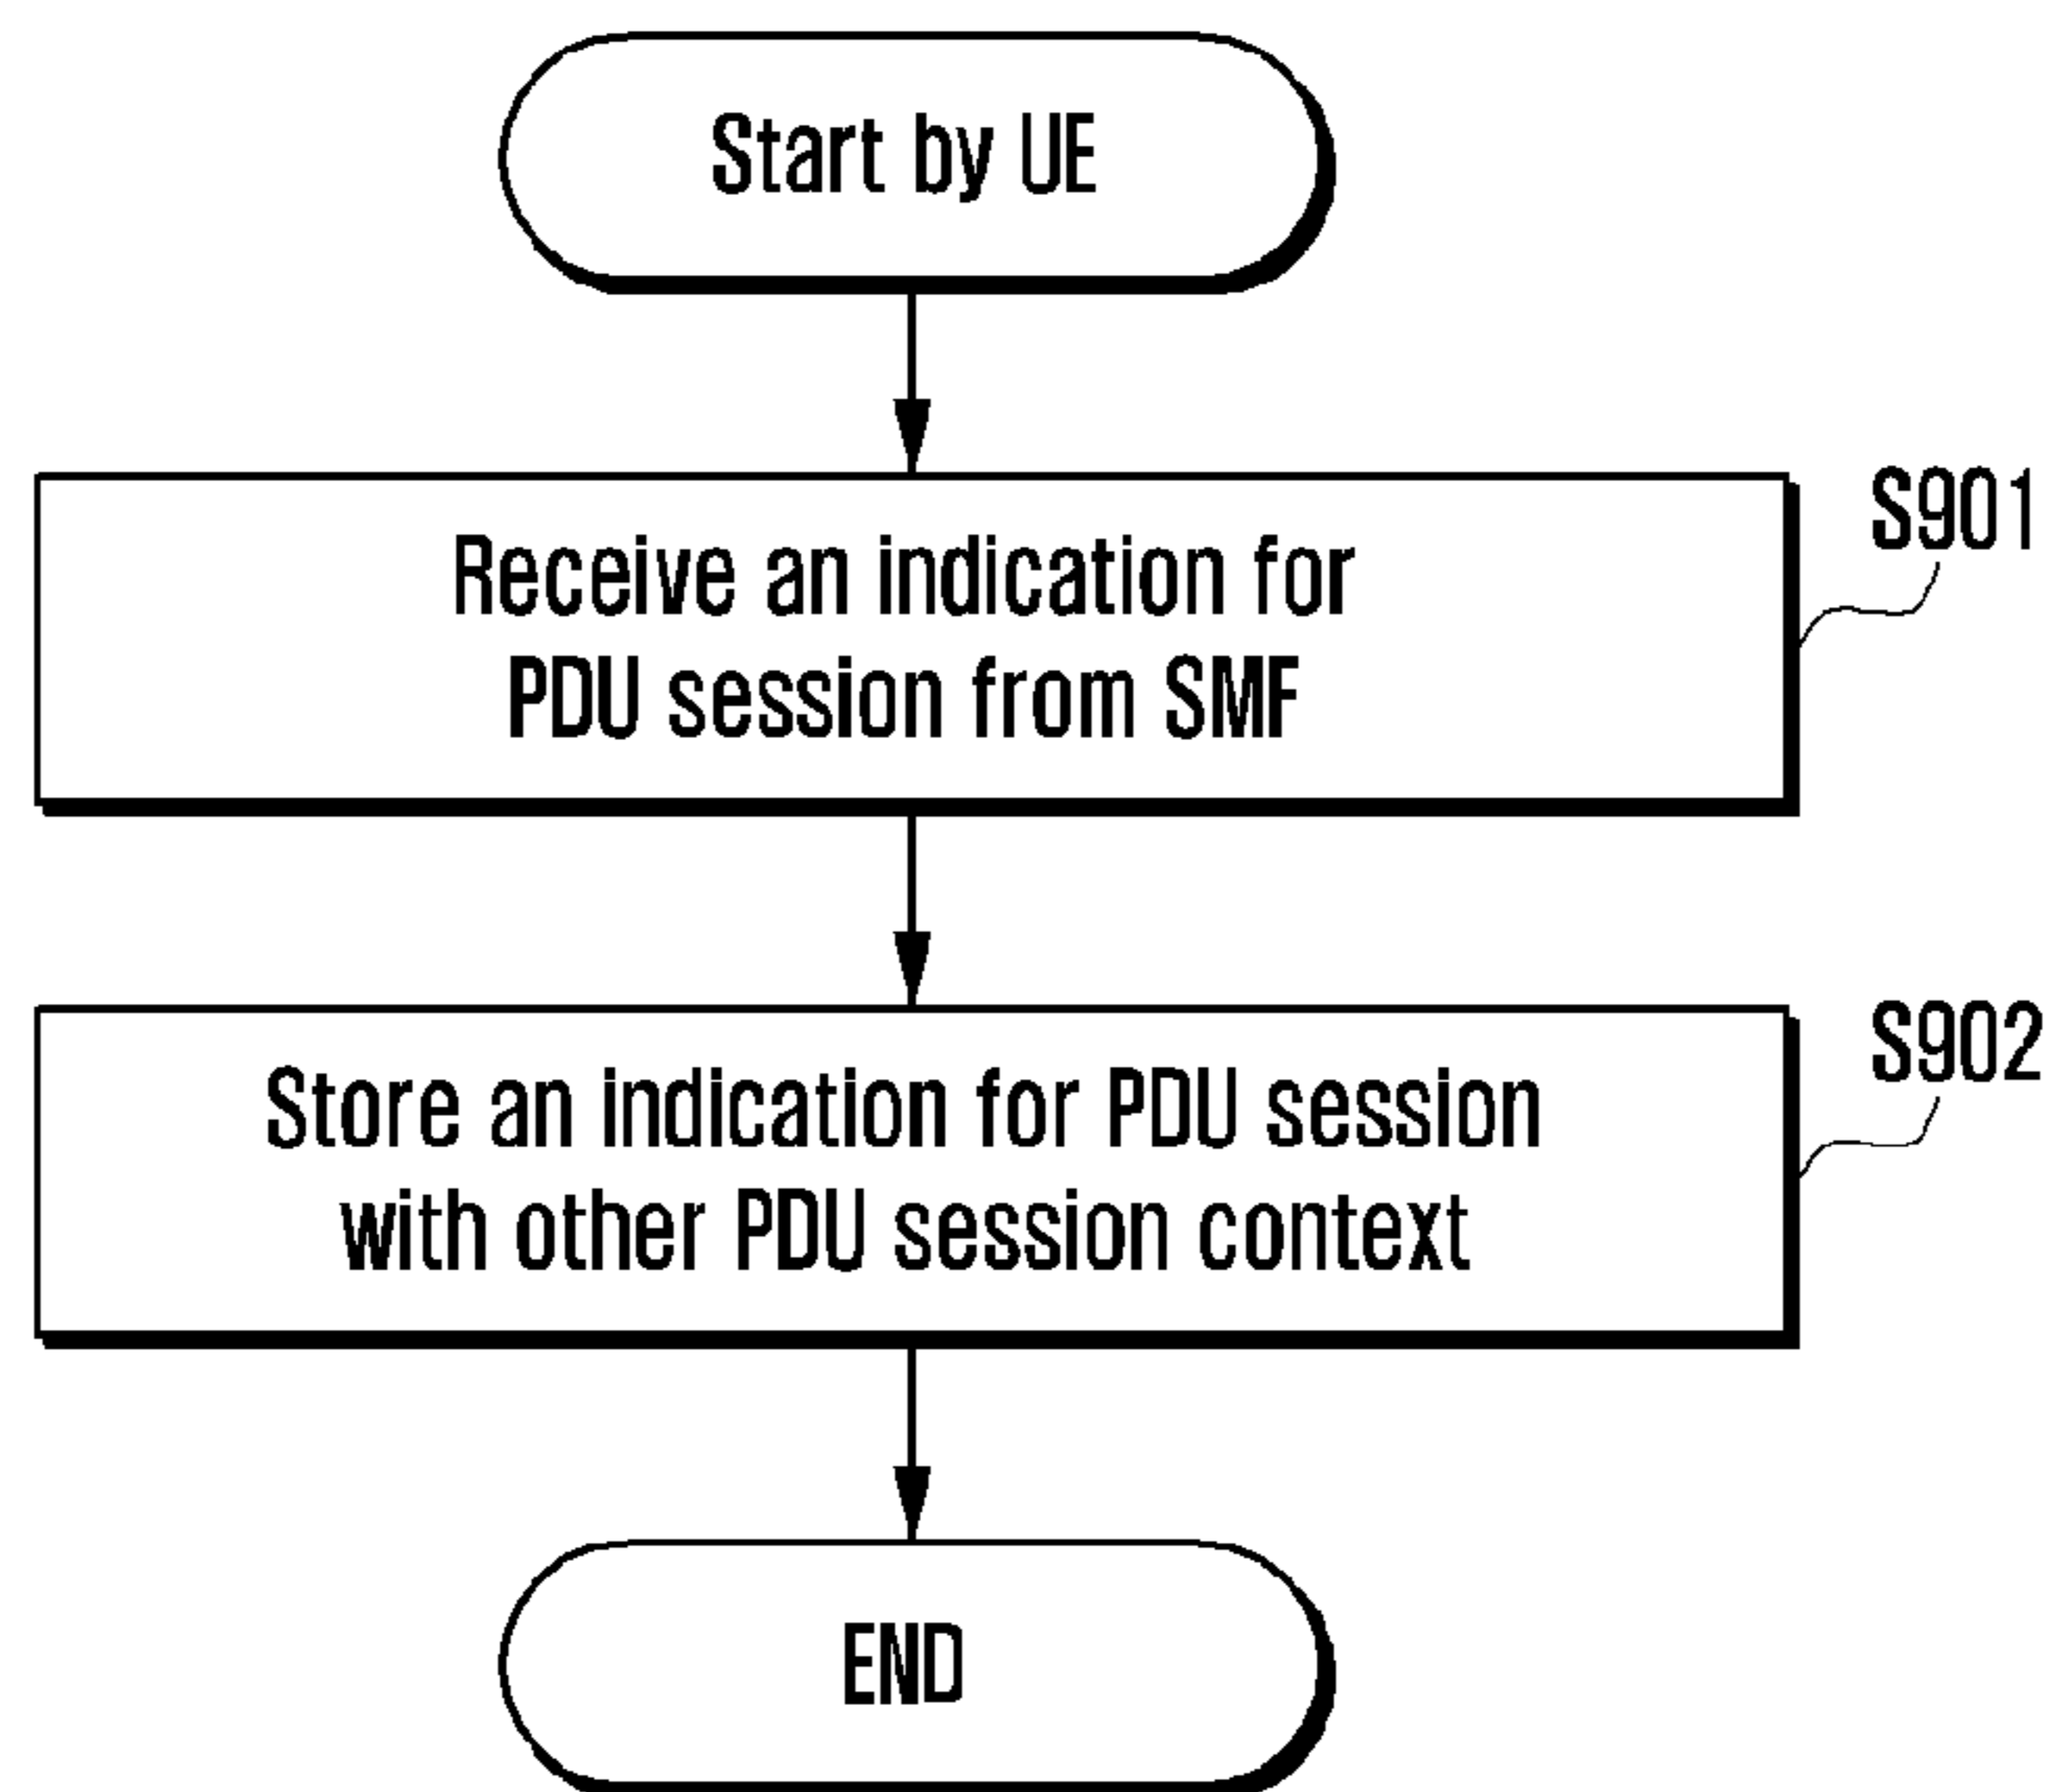 Start by UE
Receive an indication for
PDU session from SMF
S901
Store an indication for PDU session
with other PDU session context
S902
END